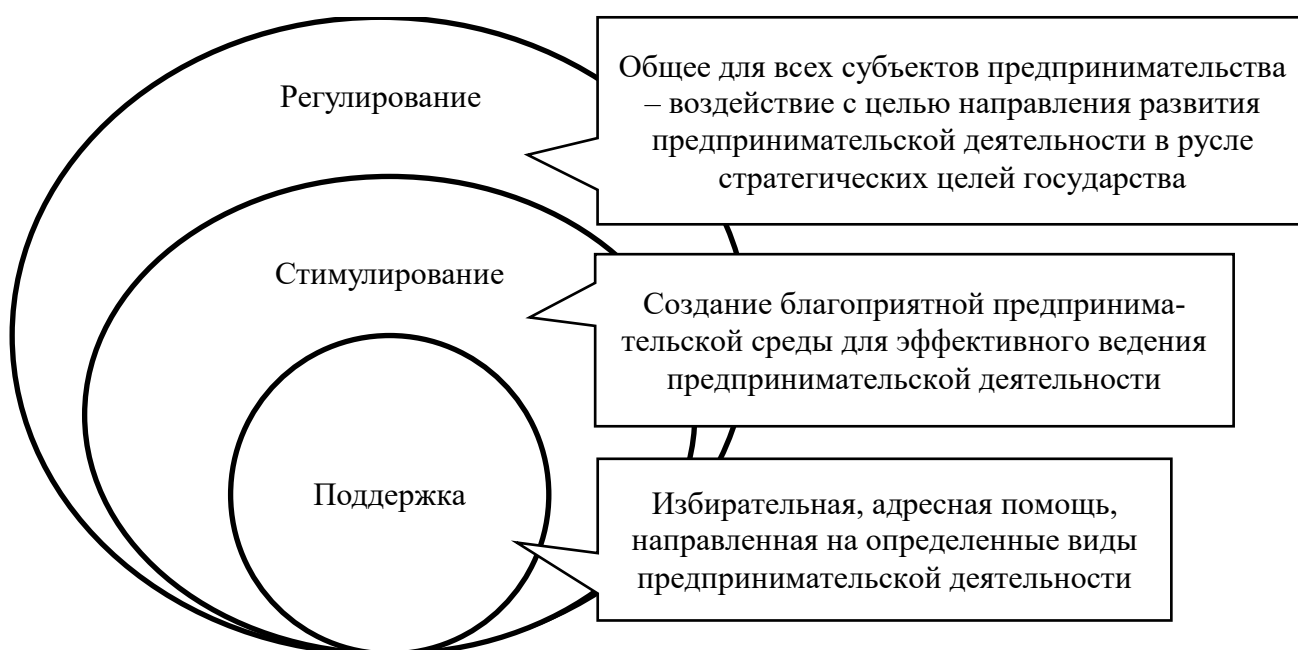 Регулирование
Общее для всех субъектов предпринимательства
– воздействие с целью направления развития
предпринимательской деятельности в русле
стратегических целей государства
Стимулирование
Создание благоприятной предпринима-
тельской среды для эффективного ведения
предпринимательской деятельности
Поддержка
Избирательная, адресная помощь,
направленная на определенные виды
предпринимательской деятельности